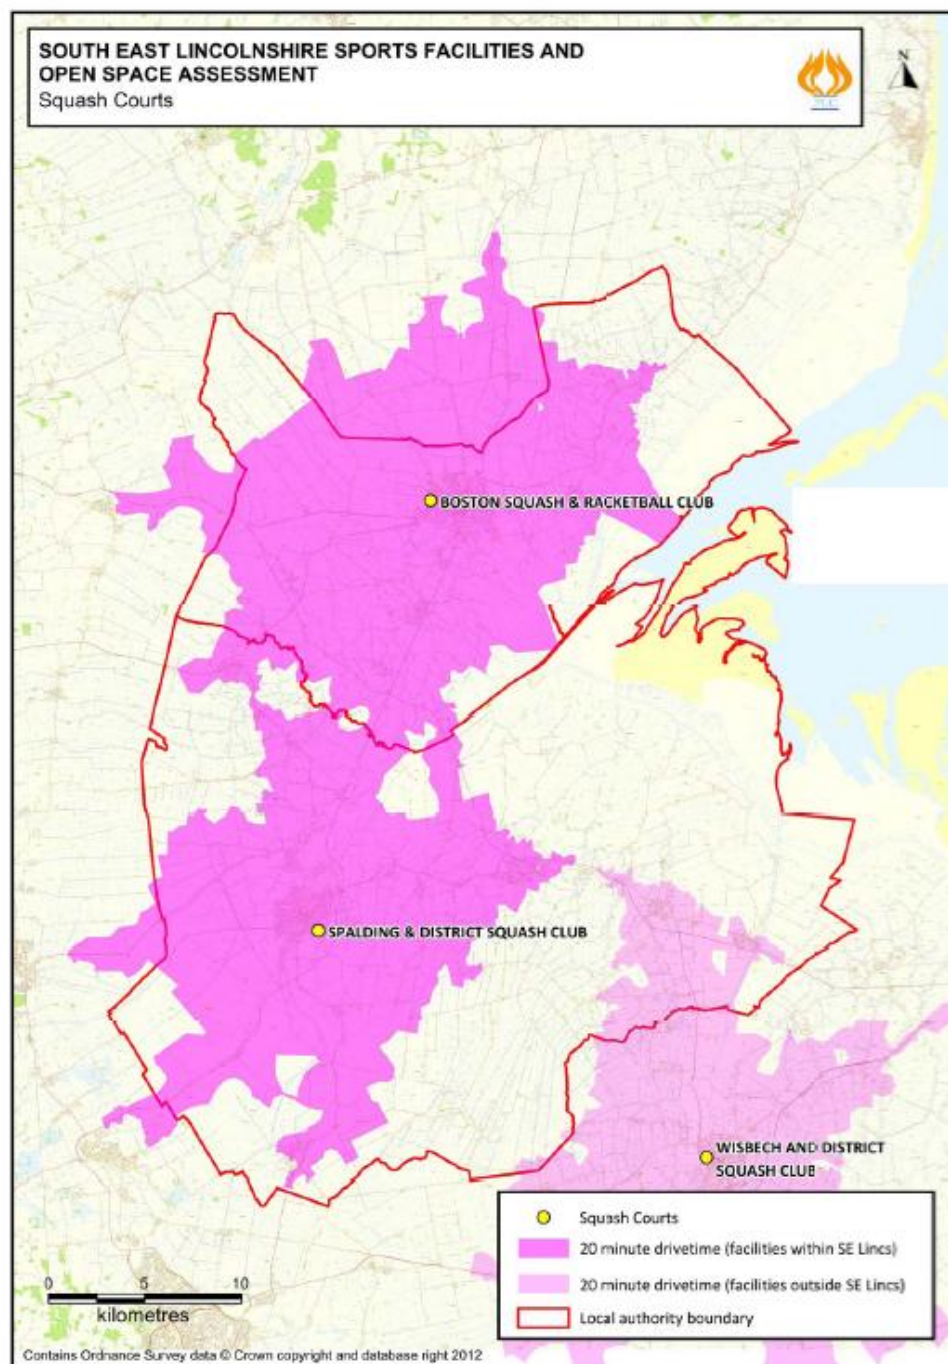 SOUTH EAST LINCOLNSHIRE SPORTS FACILITIES AND
OPEN SPACE ASSESSMENT
Squash Courts
N
BOSTON SQUASH & RACKETBALL CLUB
SPALDING & DISTRICT SQUASH CLUB
WISBECH AND DISTRICT
SQUASH CLUB
Squash Courts
20 minute drivetime (facilities within SE Lincs)
20 minute drivetime (facilities outside SE Lincs)
Local authority boundary
0 5 10
kilometres
Contains Ordnance Survey data © Crown copyright and database right 2012